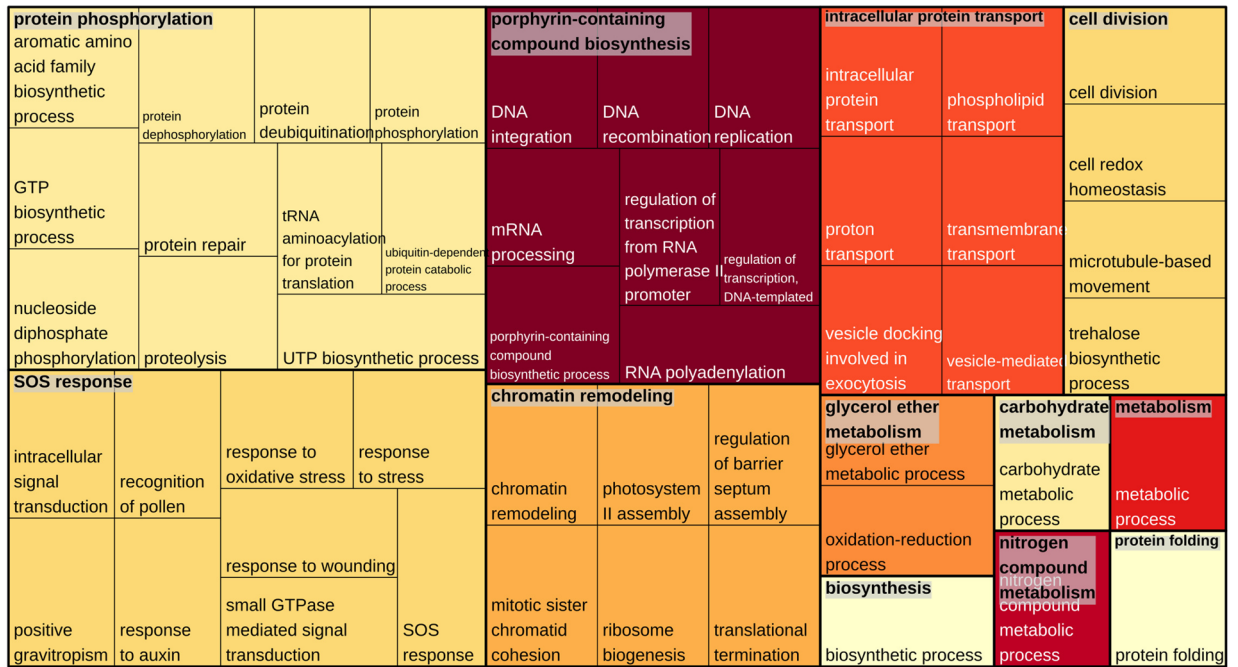 protein phosphorylation
aromatic amino
acid family
biosynthetic
process
protein
dephosphorylation
protein
deubiquitination
protein
phosphorylation
GTP
biosynthetic
process
protein repair
tRNA
aminoacylation
for protein
translation
ubiquitin-dependent
protein catabolic
process
nucleoside
diphosphate
phosphorylation
proteolysis
UTP biosynthetic process
SOS response
intracellular
signal
transduction
recognition
of pollen
response to
oxidative stress
response
to stress
response to wounding
positive
gravitropism
response
to auxin
small GTPase
mediated signal
transduction
SOS
response
porphyrin-containing
compound biosynthesis
DNA
integration
DNA
recombination
DNA
replication
mRNA
processing
regulation of
transcription
from RNA
polymerase II
promoter
regulation of
transcription,
DNA-templated
porphyrin-containing
compound
biosynthetic process
RNA polyadenylation
chromatin remodeling
chromatin
remodeling
photosystem
II assembly
regulation
of barrier
septum
assembly
mitotic sister
chromatid
cohesion
ribosome
biogenesis
translational
termination
intracellular protein transport
intracellular
protein
transport
phospholipid
transport
proton
transport
transmembrane
transport
vesicle docking
involved in
exocytosis
vesicle-mediated
transport
cell division
cell division
cell redox
homeostasis
microtubule-based
movement
trehalose
biosynthetic
process
glycerol ether
metabolism
glycerol ether
metabolic process
oxidation-reduction
process
biosynthesis
biosynthetic process
carbohydrate
metabolism
carbohydrate
metabolic
process
metabolism
metabolic
process
nitrogen
compound
metabolism
nitrogen
compound
metabolic
process
protein folding
protein folding